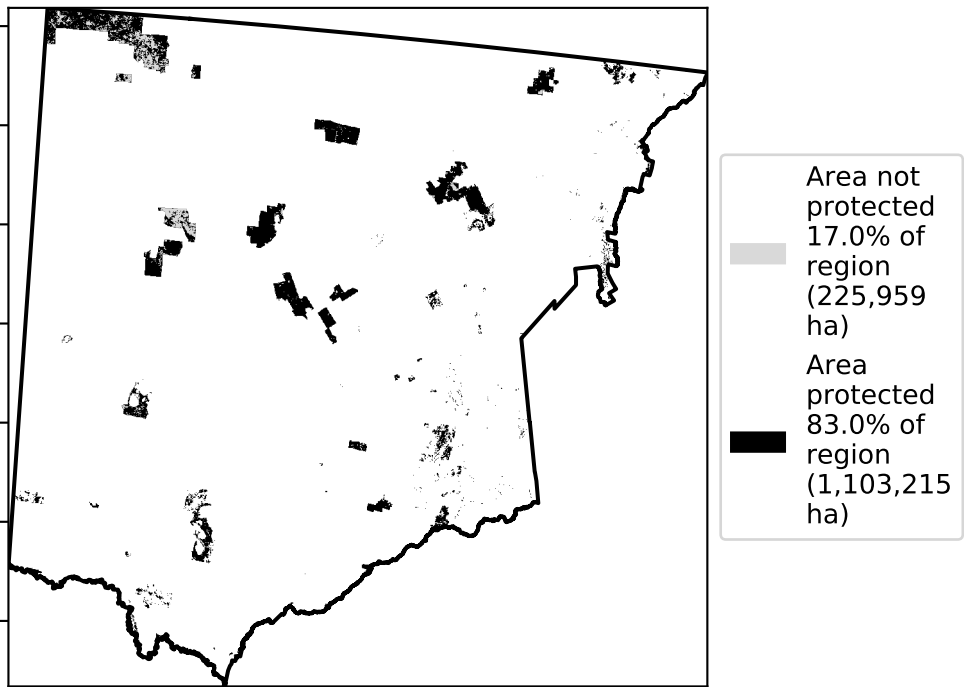 Area not
protected
17.0% of
region
(225,959
ha)
Area
protected
83.0% of
region
(1,103,215
ha)